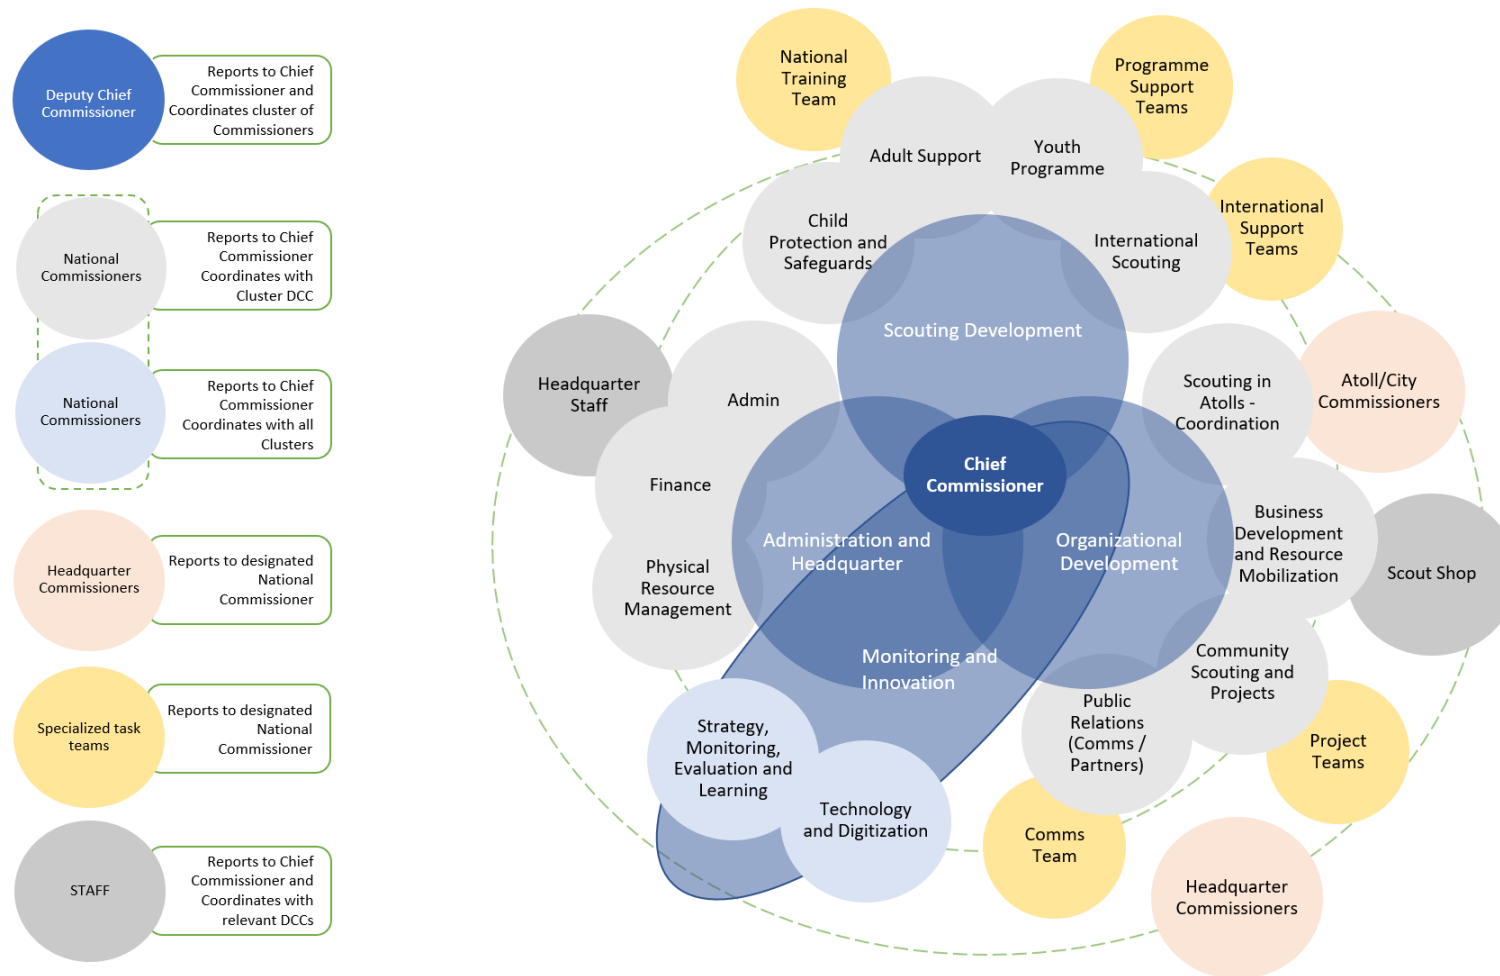 Deputy Chief
Commissioner
Reports to Chief
Commissioner and
Coordinates cluster of
Commissioners
National
Commissioners
Reports to Chief
Commissioner
Coordinates with
Cluster DCC
National
Commissioners
Reports to Chief
Commissioner
Coordinates with all
Clusters
Headquarter
Commissioners
Reports to designated
National
Commissioner
Specialized task
teams
Reports to designated
National
Commissioner
STAFF
Reports to Chief
Commissioner and
Coordinates with
relevant DCCs
National
Training
Team
Programme
Support
Teams
Adult Support
Youth
Programme
Child
Protection and
Safeguards
International
Scouting
International
Support
Teams
Scouting Development
Headquarter
Staff
Admin
Scouting in
Atolls -
Coordination
Atoll/City
Commissioners
Finance
Chief
Commissioner
Administration and
Headquarter
Organizational
Development
Business
Development
and Resource
Mobilization
Scout Shop
Physical
Resource
Management
Monitoring and
Innovation
Community
Scouting and
Projects
Public
Relations
(Comms /
Partners)
Project
Teams
Strategy,
Monitoring,
Evaluation and
Learning
Technology
and Digitization
Comms
Team
Headquarter
Commissioners